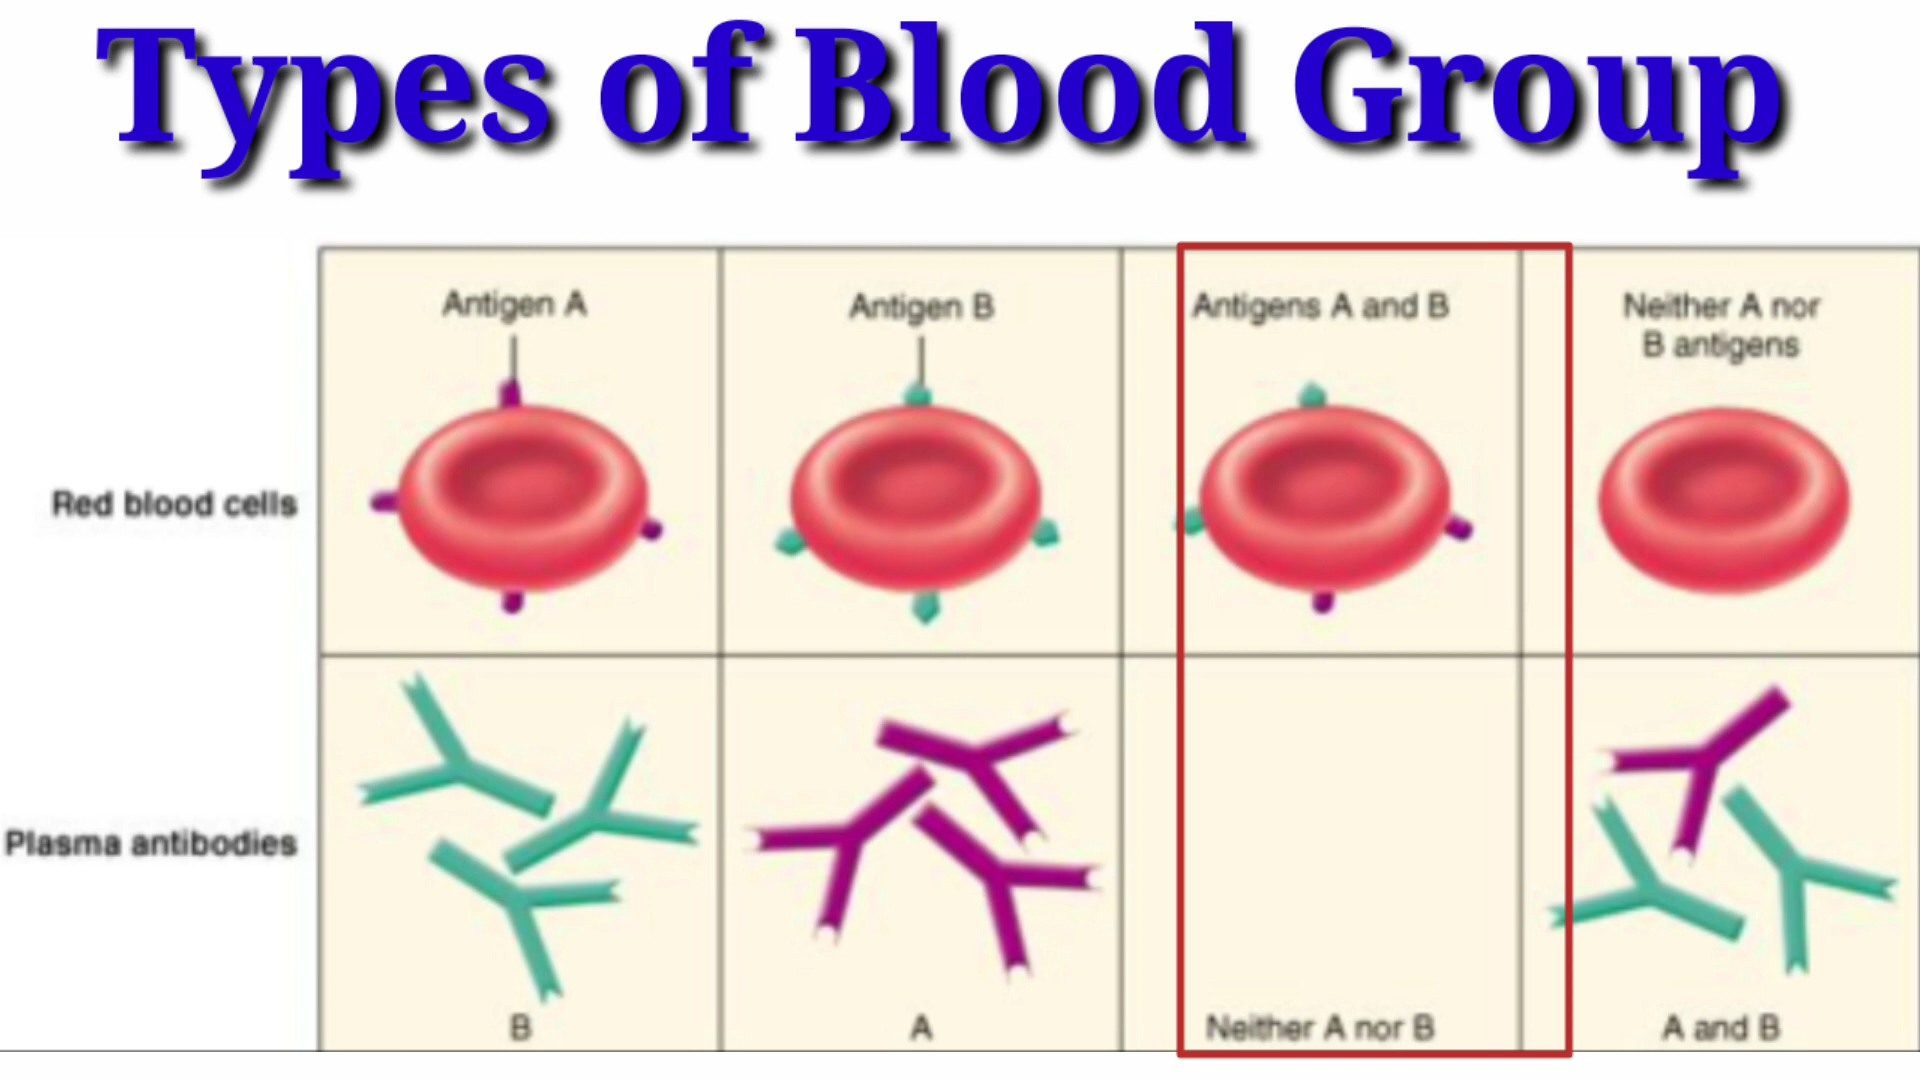 Types of Blood Group
Antigen A
Antigen B
Antigens A and B
Neither A nor
B antigens
Red blood cells
Plasma antibodies
B
A
Neither A nor B
A and B